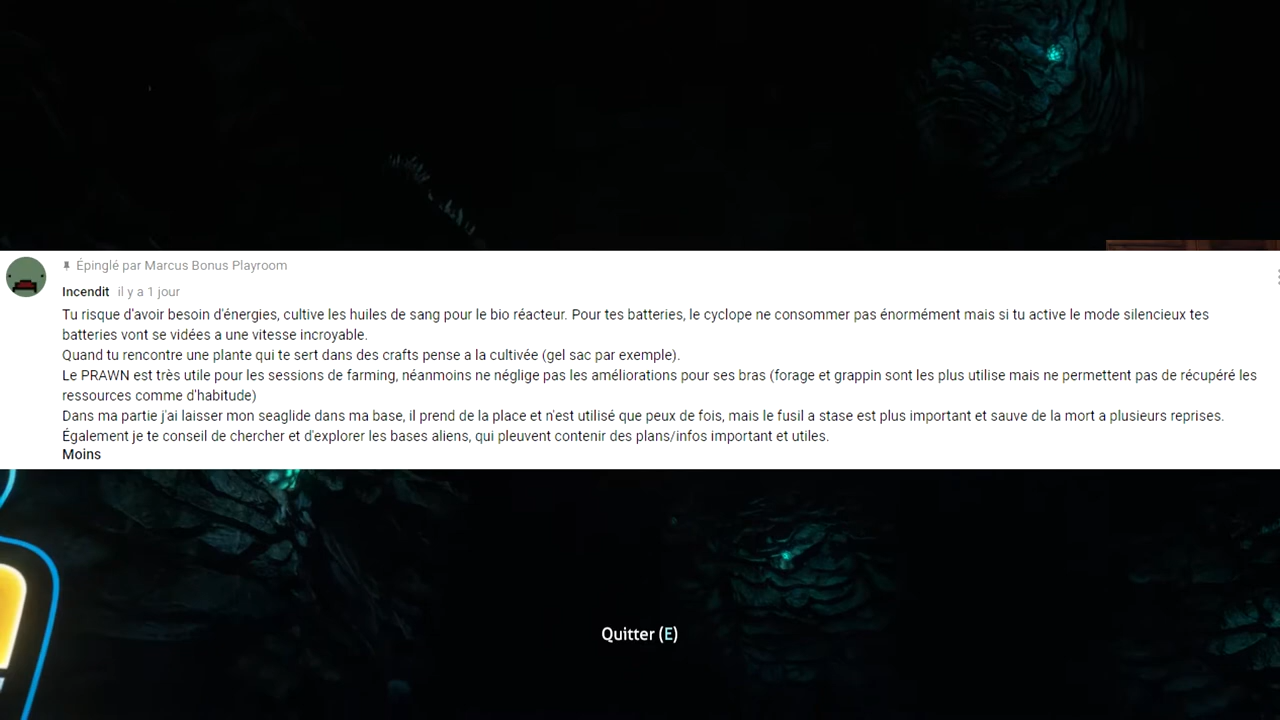 Épinglé par Marcus Bonus Playroom
Incendit il y a 1 jour
Tu risque d'avoir besoin d'énergies, cultive les huiles de sang pour le bio réacteur. Pour tes batteries, le cyclope ne consommer pas énormément mais si tu active le mode silencieux tes
batteries vont se vidées a une vitesse incroyable.
Quand tu rencontre une plante qui te sert dans des crafts pense a la cultivée (gel sac par exemple).
Le PRAWN est très utile pour les sessions de farming, néanmoins ne néglige pas les améliorations pour ses bras (forage et grappin sont les plus utilise mais ne permettent pas de récupéré les
ressources comme d'habitude)
Dans ma partie j'ai laisser mon seaglide dans ma base, il prend de la place et n'est utilisé que peux de fois, mais le fusil a stase est plus important et sauve de la mort a plusieurs reprises.
Également je te conseil de chercher et d'explorer les bases aliens, qui pleuvent contenir des plans/infos important et utiles.
Moins
Quitter (E)